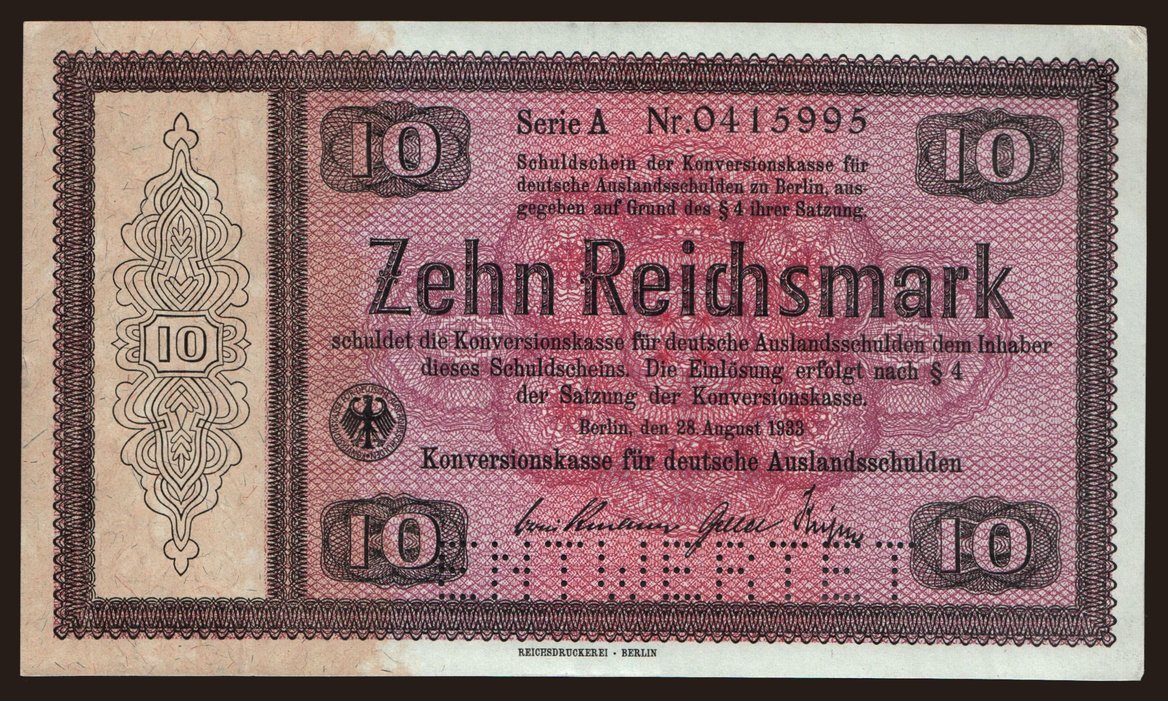 10
Serie A Nr.0415995
10
Schuldschein der Konversionskasse für
deutsche Auslandsschulden zu Berlin, aus-
gegeben auf Grund des § 4 ihrer Satzung.
Zehn Reichsmark
10
schuldet die Konversionskasse für deutsche Auslandsschulden dem Inhaber
dieses Schuldscheins. Die Einlösung erfolgt nach § 4
der Satzung der Konversionskasse.
Berlin, den 28. August 1933
Konversionskasse für deutsche Auslandsschulden
10
10
ENTWERTET
REICHSDRUCKEREI · BERLIN